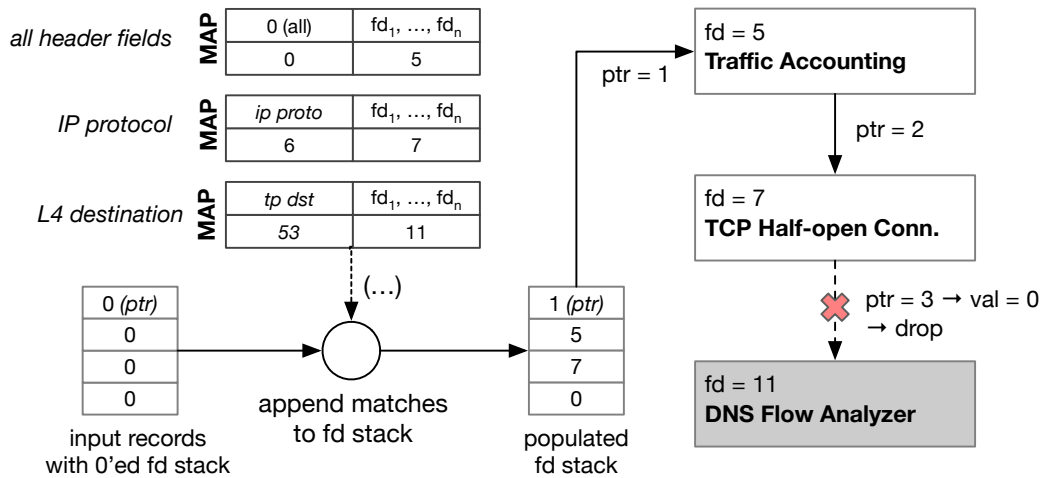 all header fields
MAP
0 (all)
fd1, ..., fdn
0
5
IP protocol
MAP
ip proto
fd1, ..., fdn
6
7
L4 destination
MAP
tp dst
fd1, ..., fdn
53
11
(...)
0 (ptr)
0
0
0
input records
with 0'ed fd stack
append matches
to fd stack
1 (ptr)
5
7
0
populated
fd stack
ptr = 1
fd = 5
Traffic Accounting
ptr = 2
fd = 7
TCP Half-open Conn.
ptr = 3 → val = 0
→ drop
fd = 11
DNS Flow Analyzer